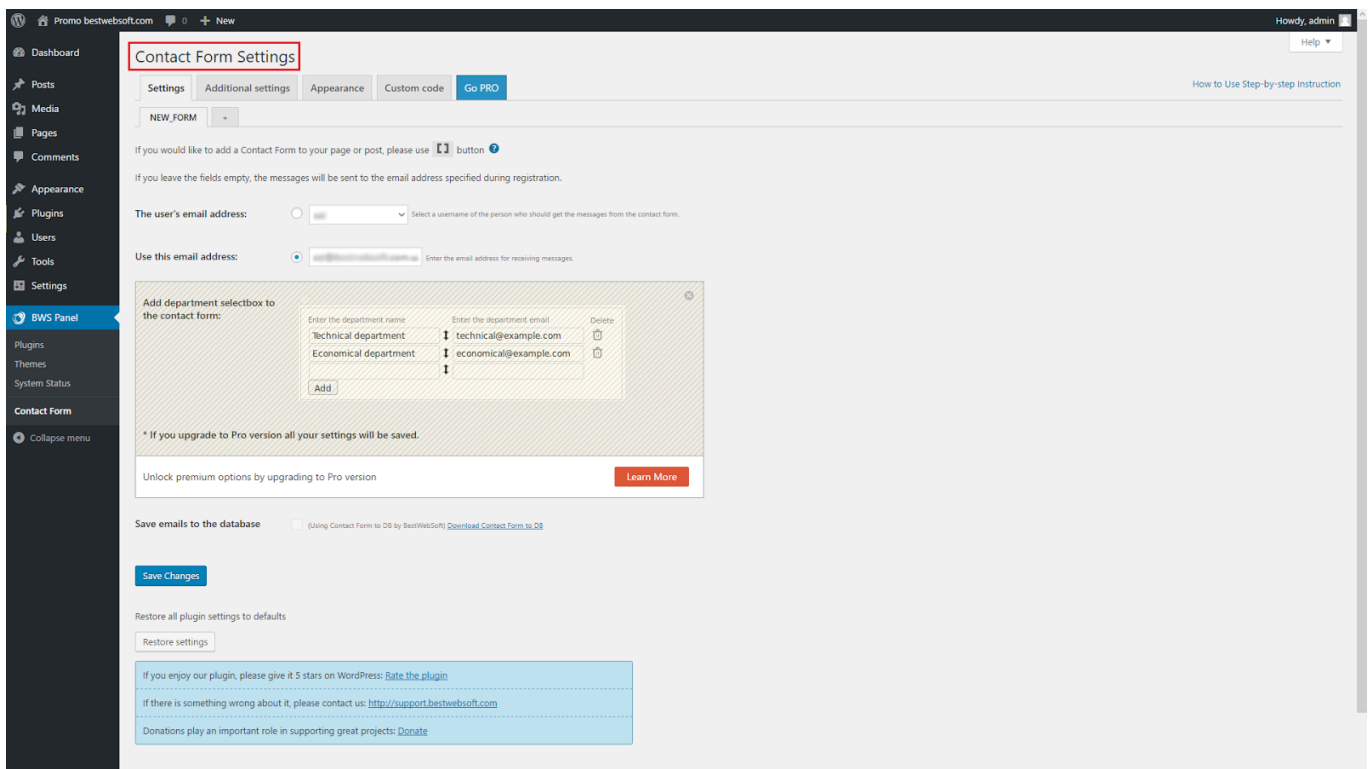 Promo bestwebsoft.com 0 + New Howdy, admin
Help ▼
Dashboard
Posts
Media
Pages
Comments
Appearance
Plugins
Users
Tools
Settings
BWS Panel
Plugins
Themes
System Status
Contact Form
Collapse menu
Contact Form Settings
Settings Additional settings Appearance Custom code Go PRO
How to Use Step-by-step Instruction
NEW_FORM +
If you would like to add a Contact Form to your page or post, please use [ ] button ?
If you leave the fields empty, the messages will be sent to the email address specified during registration.
The user's email address: Select a username of the person who should get the messages from the contact form.
Use this email address: Enter the email address for receiving messages.
Add department selectbox to
the contact form:
Enter the department name Enter the department email Delete
Technical department technical@example.com
Economical department economical@example.com
Add
* If you upgrade to Pro version all your settings will be saved.
Unlock premium options by upgrading to Pro version Learn More
Save emails to the database (Using Contact Form to DB by BestWebSoft) Download Contact Form to DB
Save Changes
Restore all plugin settings to defaults
Restore settings
If you enjoy our plugin, please give it 5 stars on WordPress: Rate the plugin
If there is something wrong about it, please contact us: http://support.bestwebsoft.com
Donations play an important role in supporting great projects: Donate